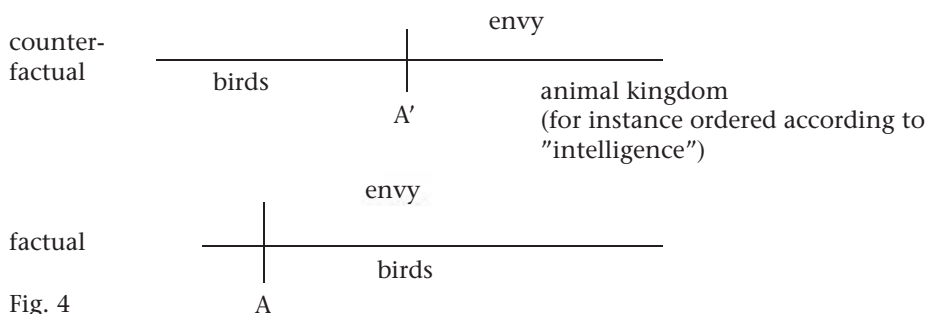 envy
counter-
factual
birds
A′
animal kingdom
(for instance ordered according to
”intelligence”)
envy
factual
birds
Fig. 4
A